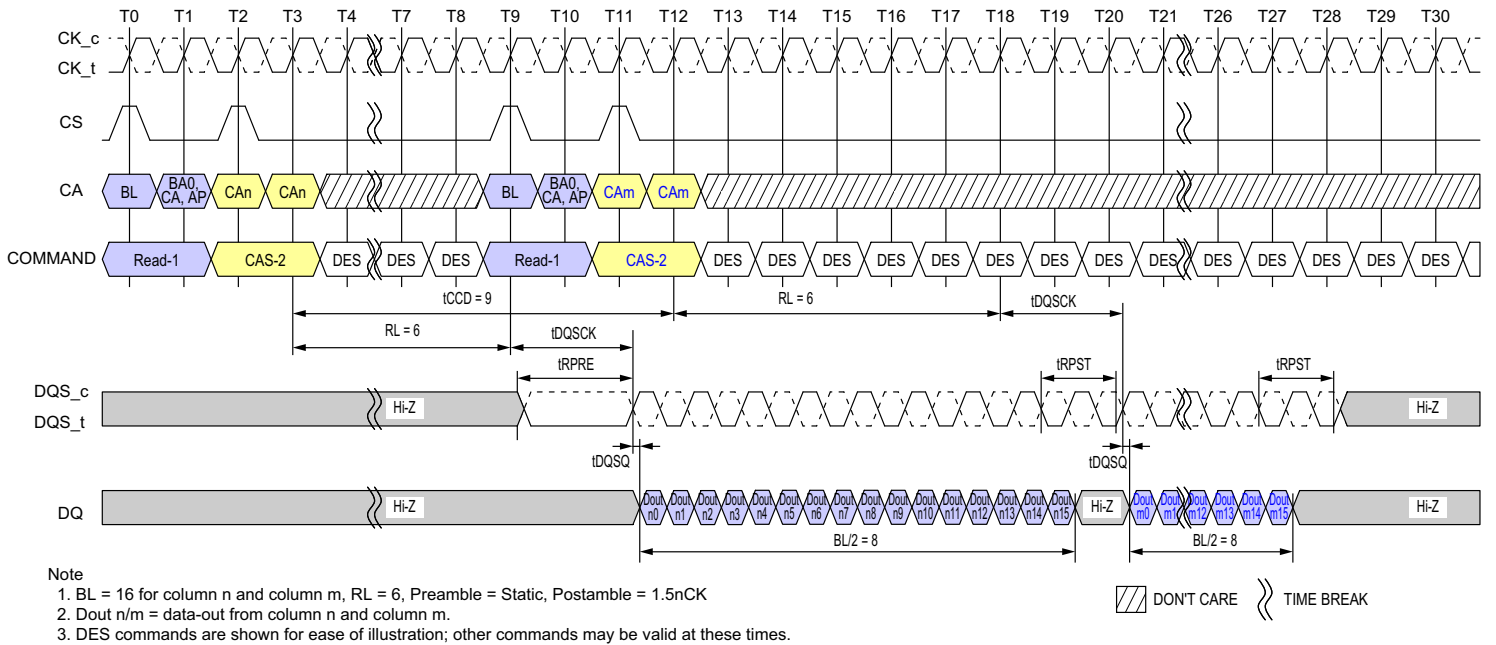 T0 T1 T2 T3 T4 T7 T8 T9 T10 T11 T12 T13 T14 T15 T16 T17 T18 T19 T20 T21 T26 T27 T28 T29 T30
CK_c
CK_t
CS
CA BL BA0, CA, AP CAn CAn BL BA0, CA, AP CAm CAm
COMMAND Read-1 CAS-2 DES DES DES Read-1 CAS-2 DES DES DES DES DES DES DES DES DES DES DES DES DES DES
tCCD = 9 RL = 6 tDQSCK
RL = 6 tDQSCK
tRPRE tRPST tRPST
DQS_c
DQS_t
Hi-Z Hi-Z
tDQSQ tDQSQ
DQ Hi-Z Dout n0 Dout n1 Dout n2 Dout n3 Dout n4 Dout n5 Dout n6 Dout n7 Dout n8 Dout n9 Dout n10 Dout n11 Dout n12 Dout n13 Dout n14 Dout n15 Hi-Z Dout m0 Dout m1 Dout m12 Dout m13 Dout m14 Dout m15 Hi-Z
BL/2 = 8 BL/2 = 8
Note
1. BL = 16 for column n and column m, RL = 6, Preamble = Static, Postamble = 1.5nCK
2. Dout n/m = data-out from column n and column m.
3. DES commands are shown for ease of illustration; other commands may be valid at these times.
DON'T CARE TIME BREAK